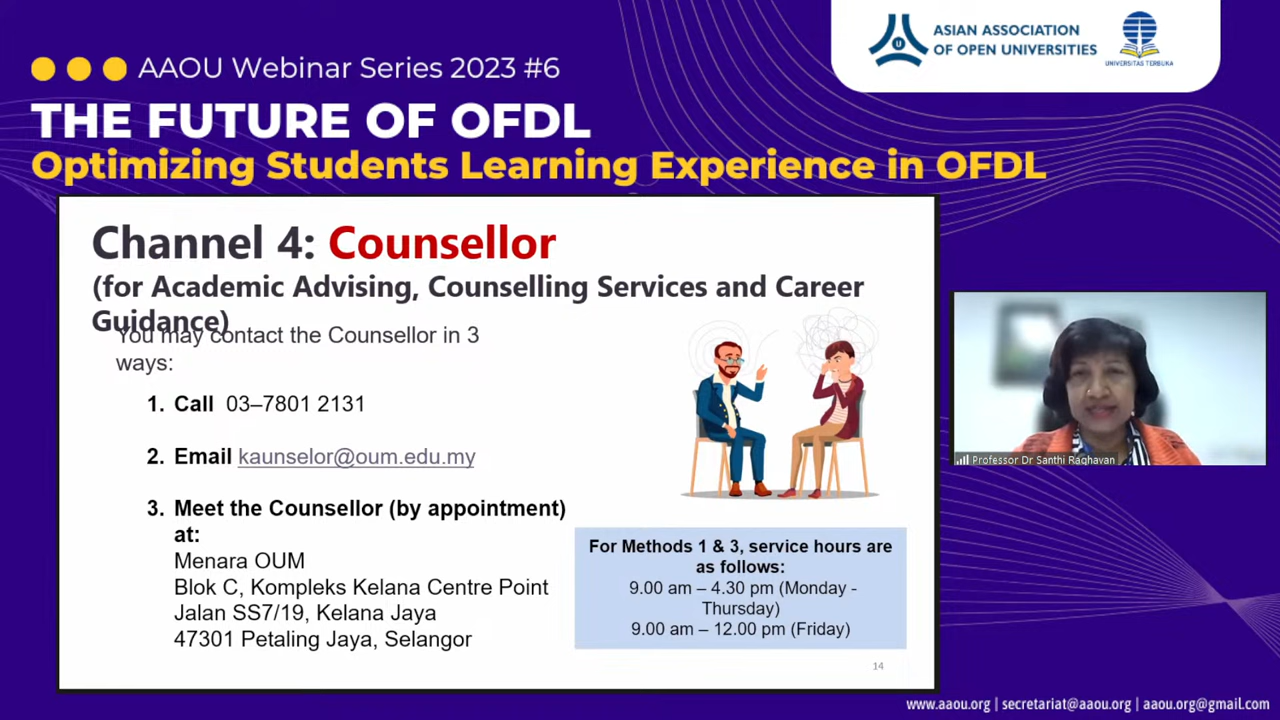 ASIAN ASSOCIATION
OF OPEN UNIVERSITIES
UNIVERSITAS TERBUKA
AAOU Webinar Series 2023 #6
THE FUTURE OF OFDL
Optimizing Students Learning Experience in OFDL
Channel 4: Counsellor
(for Academic Advising, Counselling Services and Career
Guidance)
You may contact the Counsellor in 3
ways:
1. Call 03–7801 2131
2. Email kaunselor@oum.edu.my
3. Meet the Counsellor (by appointment)
at:
Menara OUM
Blok C, Kompleks Kelana Centre Point
Jalan SS7/19, Kelana Jaya
47301 Petaling Jaya, Selangor
For Methods 1 & 3, service hours are
as follows:
9.00 am – 4.30 pm (Monday -
Thursday)
9.00 am – 12.00 pm (Friday)
14
Professor Dr Santhi Raghavan
www.aaou.org | secretariat@aaou.org | aaou.org@gmail.com